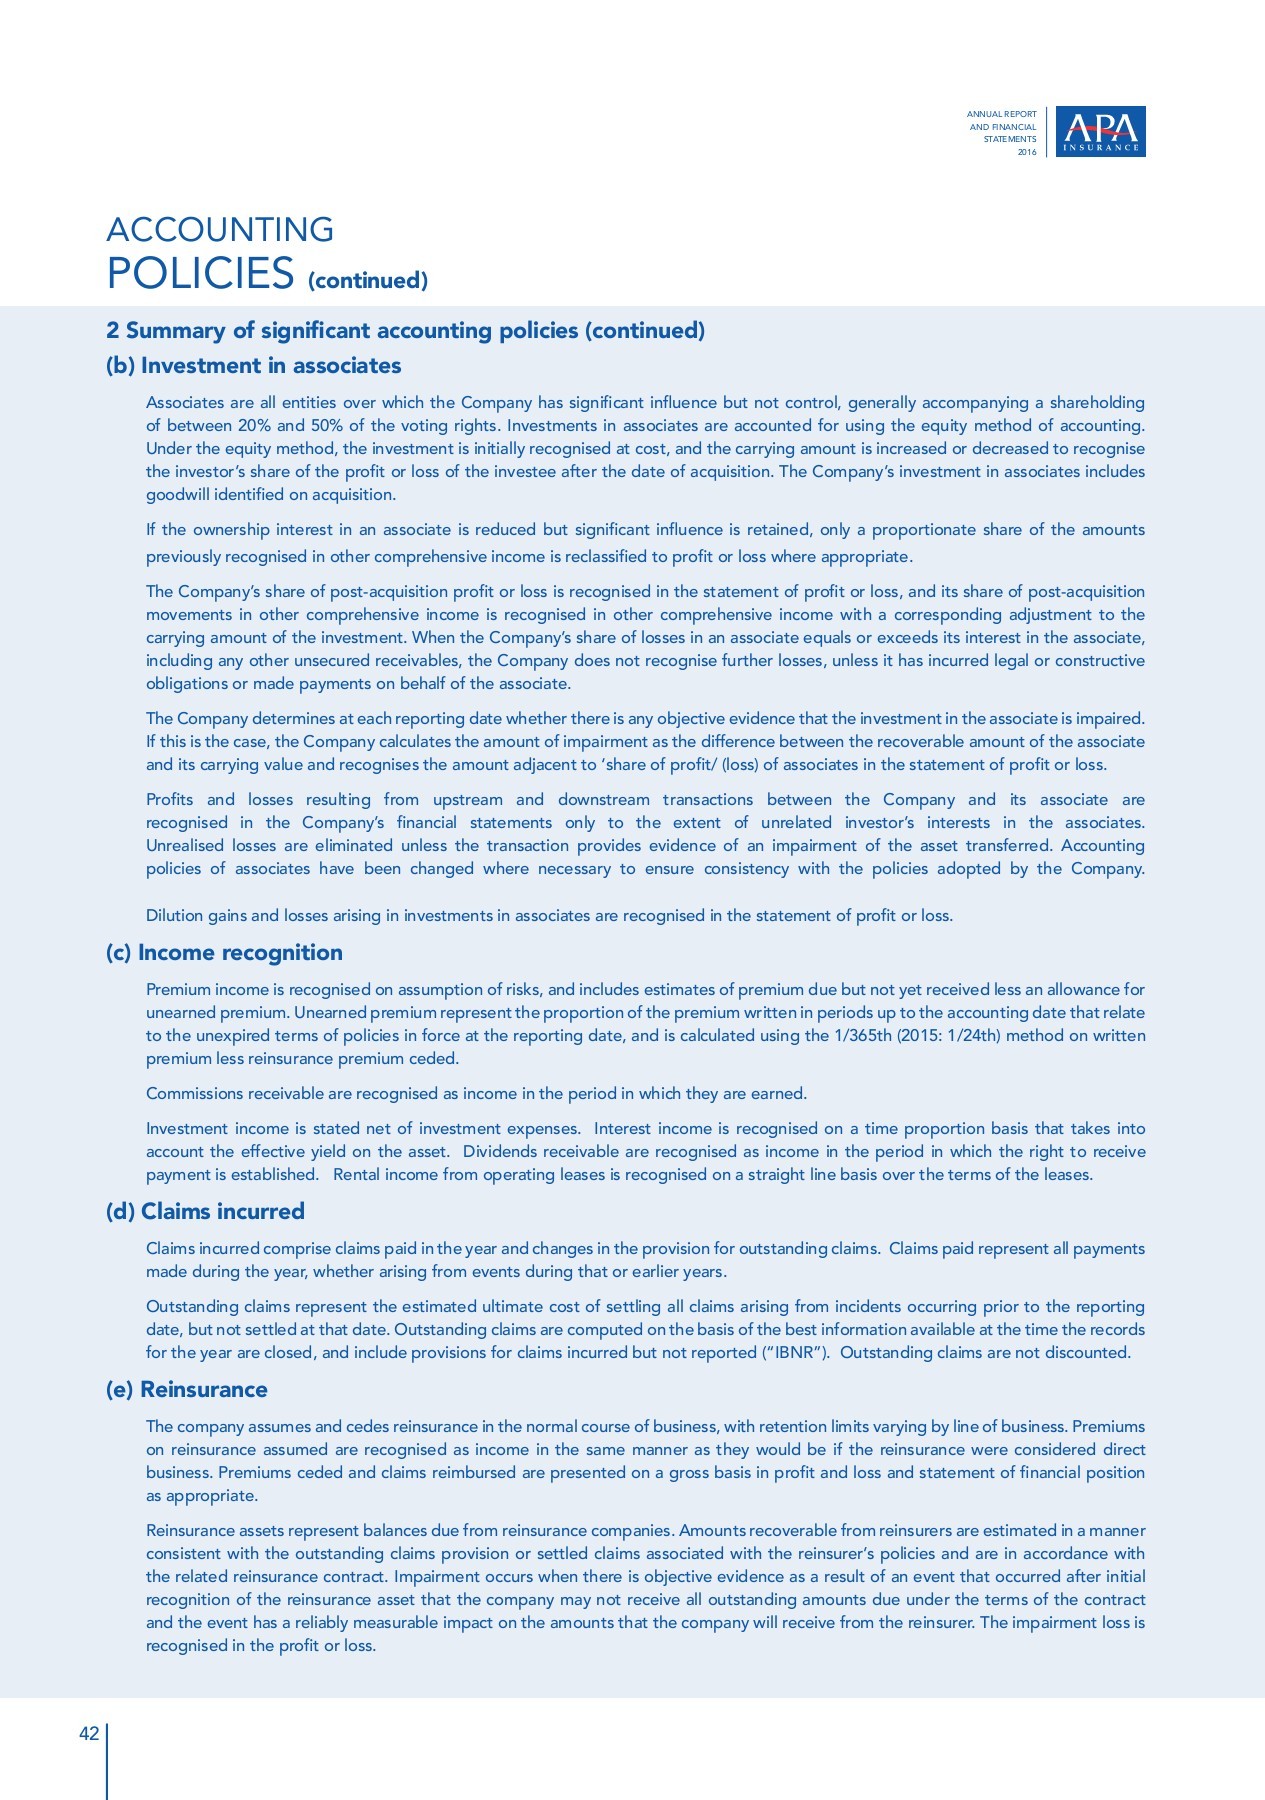 ANNUAL REPORT
AND FINANCIAL
STATEMENTS
2016
APA
INSURANCE
ACCOUNTING
POLICIES (continued)
2 Summary of significant accounting policies (continued)
(b) Investment in associates
Associates are all entities over which the Company has significant influence but not control, generally accompanying a shareholding
of between 20% and 50% of the voting rights. Investments in associates are accounted for using the equity method of accounting.
Under the equity method, the investment is initially recognised at cost, and the carrying amount is increased or decreased to recognise
the investor’s share of the profit or loss of the investee after the date of acquisition. The Company’s investment in associates includes
goodwill identified on acquisition.
If the ownership interest in an associate is reduced but significant influence is retained, only a proportionate share of the amounts
previously recognised in other comprehensive income is reclassified to profit or loss where appropriate.
The Company’s share of post-acquisition profit or loss is recognised in the statement of profit or loss, and its share of post-acquisition
movements in other comprehensive income is recognised in other comprehensive income with a corresponding adjustment to the
carrying amount of the investment. When the Company’s share of losses in an associate equals or exceeds its interest in the associate,
including any other unsecured receivables, the Company does not recognise further losses, unless it has incurred legal or constructive
obligations or made payments on behalf of the associate.
The Company determines at each reporting date whether there is any objective evidence that the investment in the associate is impaired.
If this is the case, the Company calculates the amount of impairment as the difference between the recoverable amount of the associate
and its carrying value and recognises the amount adjacent to ‘share of profit/ (loss) of associates in the statement of profit or loss.
Profits and losses resulting from upstream and downstream transactions between the Company and its associate are
recognised in the Company’s financial statements only to the extent of unrelated investor’s interests in the associates.
Unrealised losses are eliminated unless the transaction provides evidence of an impairment of the asset transferred. Accounting
policies of associates have been changed where necessary to ensure consistency with the policies adopted by the Company.
Dilution gains and losses arising in investments in associates are recognised in the statement of profit or loss.
(c) Income recognition
Premium income is recognised on assumption of risks, and includes estimates of premium due but not yet received less an allowance for
unearned premium. Unearned premium represent the proportion of the premium written in periods up to the accounting date that relate
to the unexpired terms of policies in force at the reporting date, and is calculated using the 1/365th (2015: 1/24th) method on written
premium less reinsurance premium ceded.
Commissions receivable are recognised as income in the period in which they are earned.
Investment income is stated net of investment expenses. Interest income is recognised on a time proportion basis that takes into
account the effective yield on the asset. Dividends receivable are recognised as income in the period in which the right to receive
payment is established. Rental income from operating leases is recognised on a straight line basis over the terms of the leases.
(d) Claims incurred
Claims incurred comprise claims paid in the year and changes in the provision for outstanding claims. Claims paid represent all payments
made during the year, whether arising from events during that or earlier years.
Outstanding claims represent the estimated ultimate cost of settling all claims arising from incidents occurring prior to the reporting
date, but not settled at that date. Outstanding claims are computed on the basis of the best information available at the time the records
for the year are closed, and include provisions for claims incurred but not reported (“IBNR”). Outstanding claims are not discounted.
(e) Reinsurance
The company assumes and cedes reinsurance in the normal course of business, with retention limits varying by line of business. Premiums
on reinsurance assumed are recognised as income in the same manner as they would be if the reinsurance were considered direct
business. Premiums ceded and claims reimbursed are presented on a gross basis in profit and loss and statement of financial position
as appropriate.
Reinsurance assets represent balances due from reinsurance companies. Amounts recoverable from reinsurers are estimated in a manner
consistent with the outstanding claims provision or settled claims associated with the reinsurer’s policies and are in accordance with
the related reinsurance contract. Impairment occurs when there is objective evidence as a result of an event that occurred after initial
recognition of the reinsurance asset that the company may not receive all outstanding amounts due under the terms of the contract
and the event has a reliably measurable impact on the amounts that the company will receive from the reinsurer. The impairment loss is
recognised in the profit or loss.
42